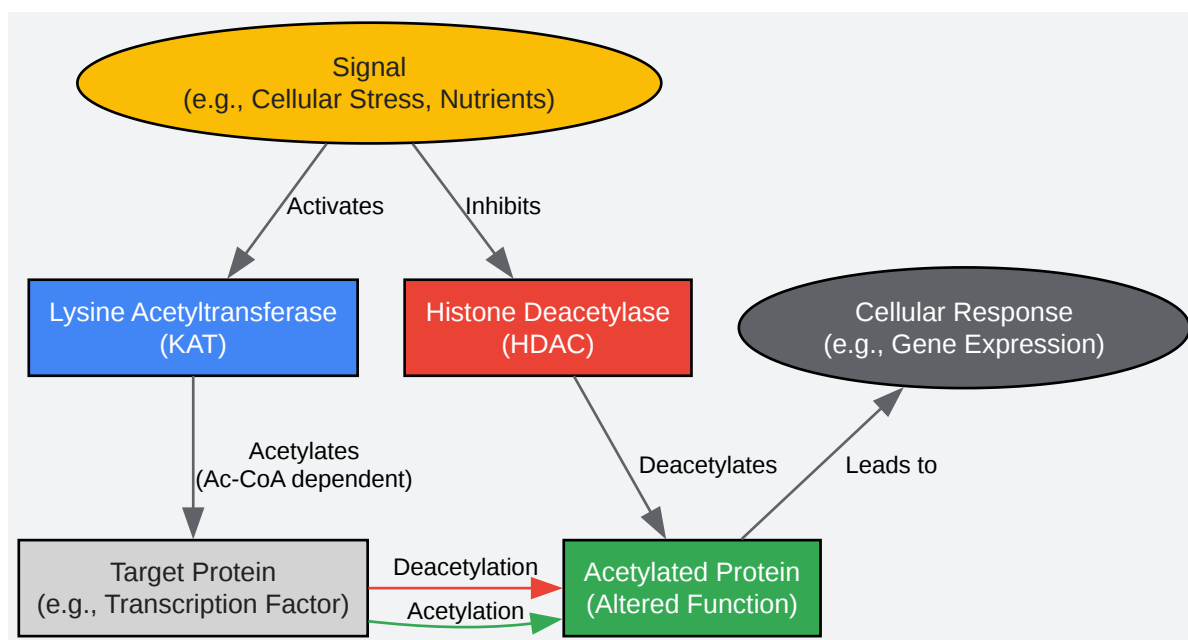 Signal
(e.g., Cellular Stress, Nutrients)
Activates
Inhibits
Lysine Acetyltransferase
(KAT)
Histone Deacetylase
(HDAC)
Cellular Response
(e.g., Gene Expression)
Acetylates
(Ac-CoA dependent)
Deacetylates
Leads to
Target Protein
(e.g., Transcription Factor)
Deacetylation
Acetylation
Acetylated Protein
(Altered Function)